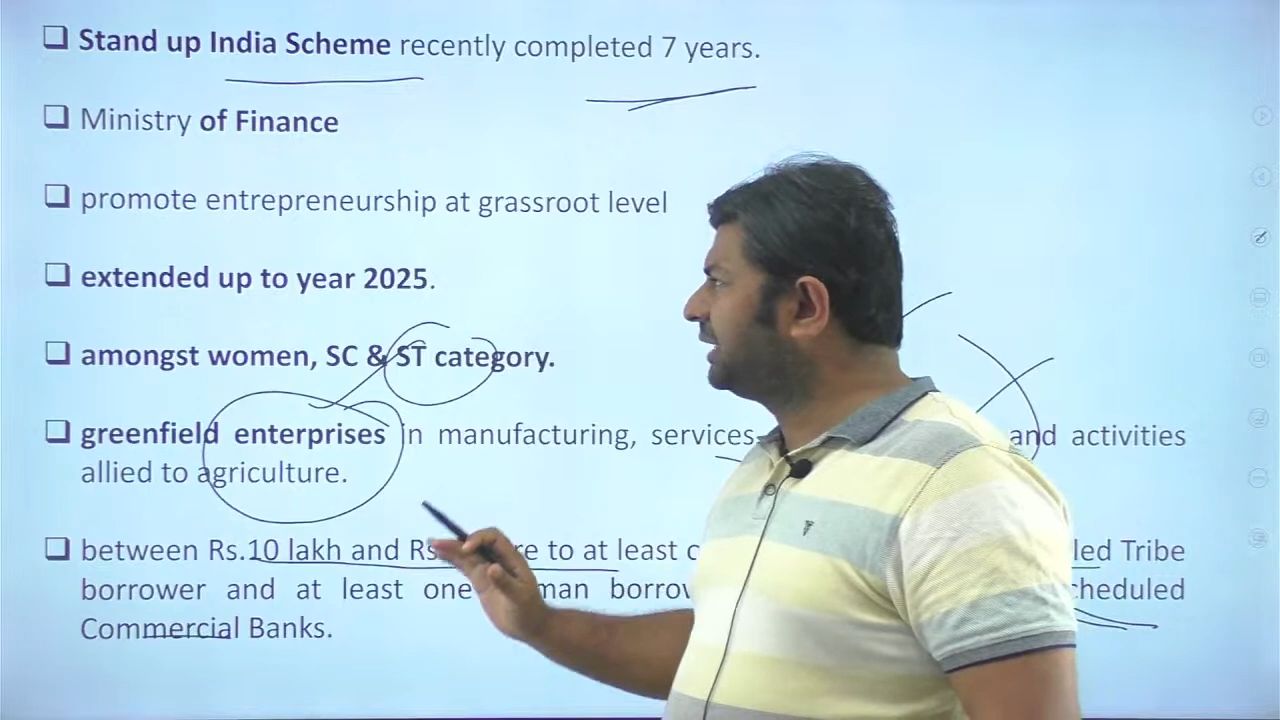 Stand up India Scheme recently completed 7 years.
Ministry of Finance
promote entrepreneurship at grassroot level
extended up to year 2025.
amongst women, SC & ST category.
greenfield enterprises in manufacturing, services and activities
allied to agriculture.
between Rs.10 lakh and to at least Tribe
borrower and at least one
Commercial Banks.